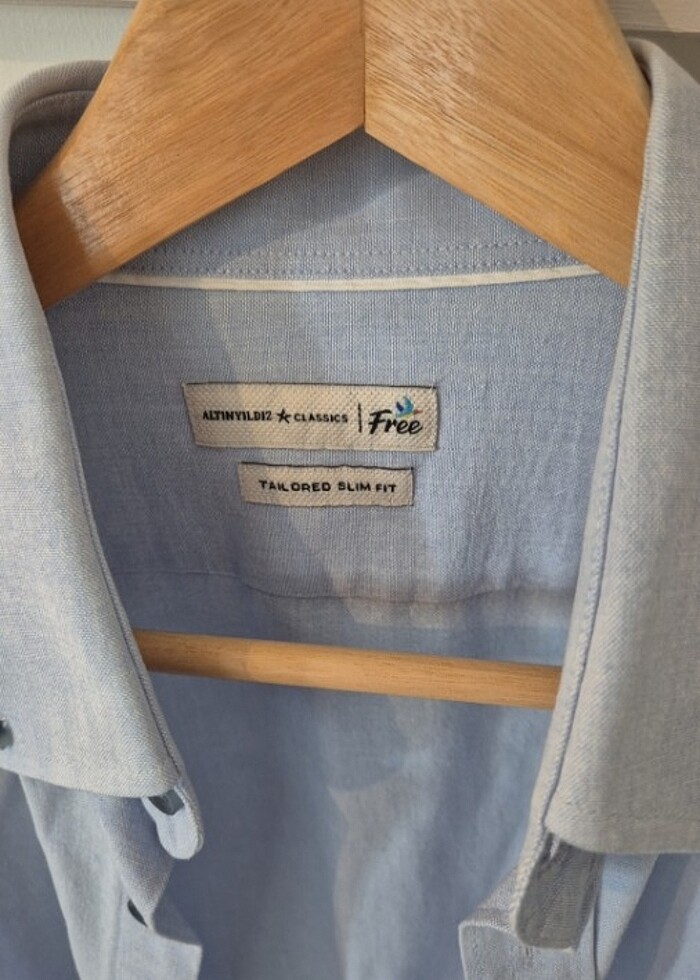 ALTINYILDIZ ★ CLASSICS | Free
TAILORED SLIM FIT